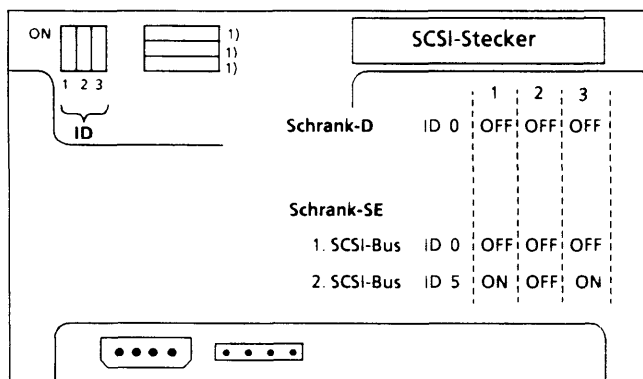 ON
1)
1)
1)
SCSI-Stecker
1 2 3
ID
1 2 3
Schrank-D ID 0 OFF OFF OFF
Schrank-SE
1. SCSI-Bus ID 0 OFF OFF OFF
2. SCSI-Bus ID 5 ON OFF ON